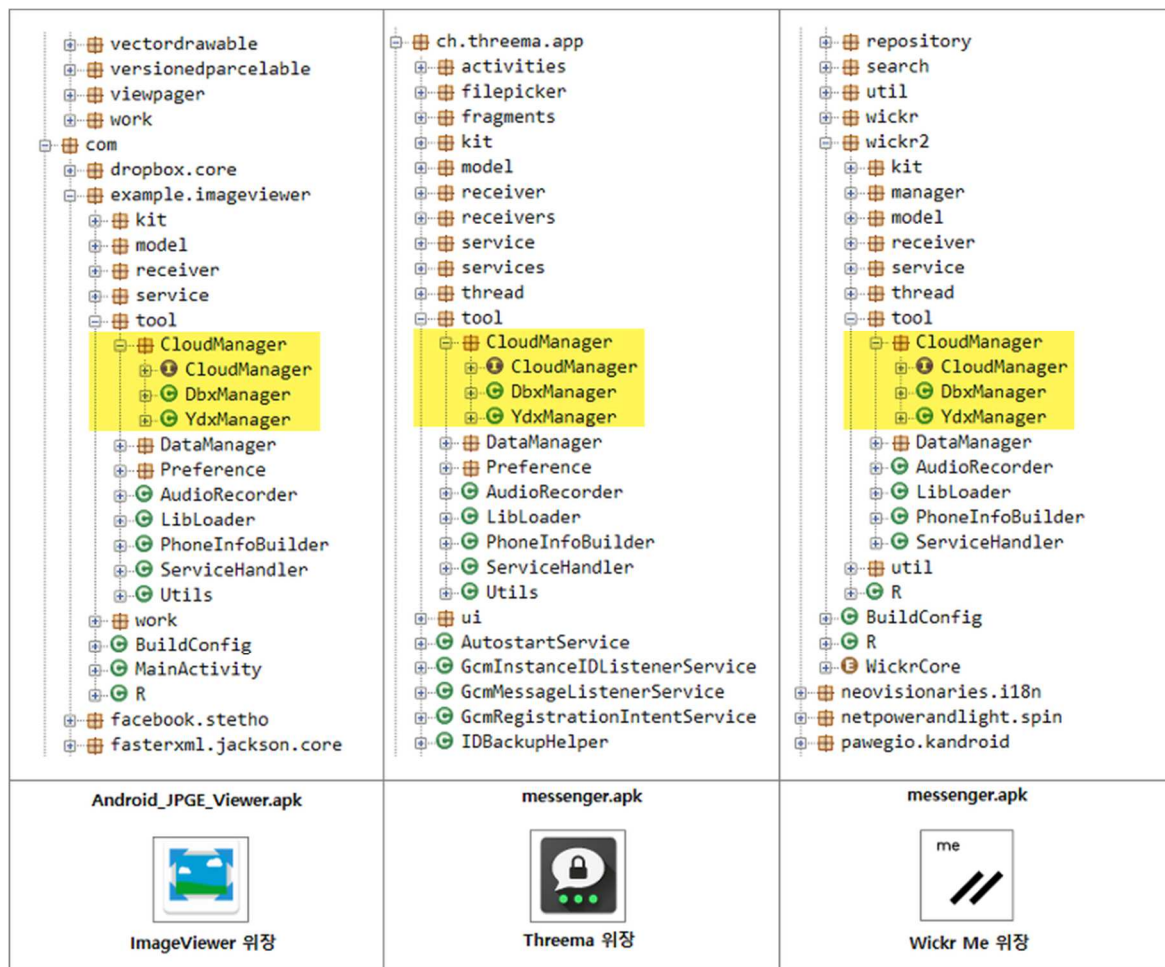 vectordrawable
versionedparcelable
viewpager
work
com
dropbox.core
example.imageviewer
kit
model
receiver
service
tool
CloudManager
CloudManager
DbxManager
YdxManager
DataManager
Preference
AudioRecorder
LibLoader
PhoneInfoBuilder
ServiceHandler
Utils
work
BuildConfig
MainActivity
R
facebook.stetho
fasterxml.jackson.core
Android_JPGE_Viewer.apk
ImageViewer 위장
ch.threema.app
activities
filepicker
fragments
kit
model
receiver
receivers
service
services
thread
tool
CloudManager
CloudManager
DbxManager
YdxManager
DataManager
Preference
AudioRecorder
LibLoader
PhoneInfoBuilder
ServiceHandler
Utils
ui
AutostartService
GcmInstanceIDListenerService
GcmMessageListenerService
GcmRegistrationIntentService
IDBackupHelper
messenger.apk
Threema 위장
repository
search
util
wickr
wickr2
kit
manager
model
receiver
service
thread
tool
CloudManager
CloudManager
DbxManager
YdxManager
DataManager
AudioRecorder
LibLoader
PhoneInfoBuilder
ServiceHandler
util
R
BuildConfig
R
WickrCore
neovisionaries.i18n
netpowerandlight.spin
pawegio.kandroid
messenger.apk
me
Wickr Me 위장